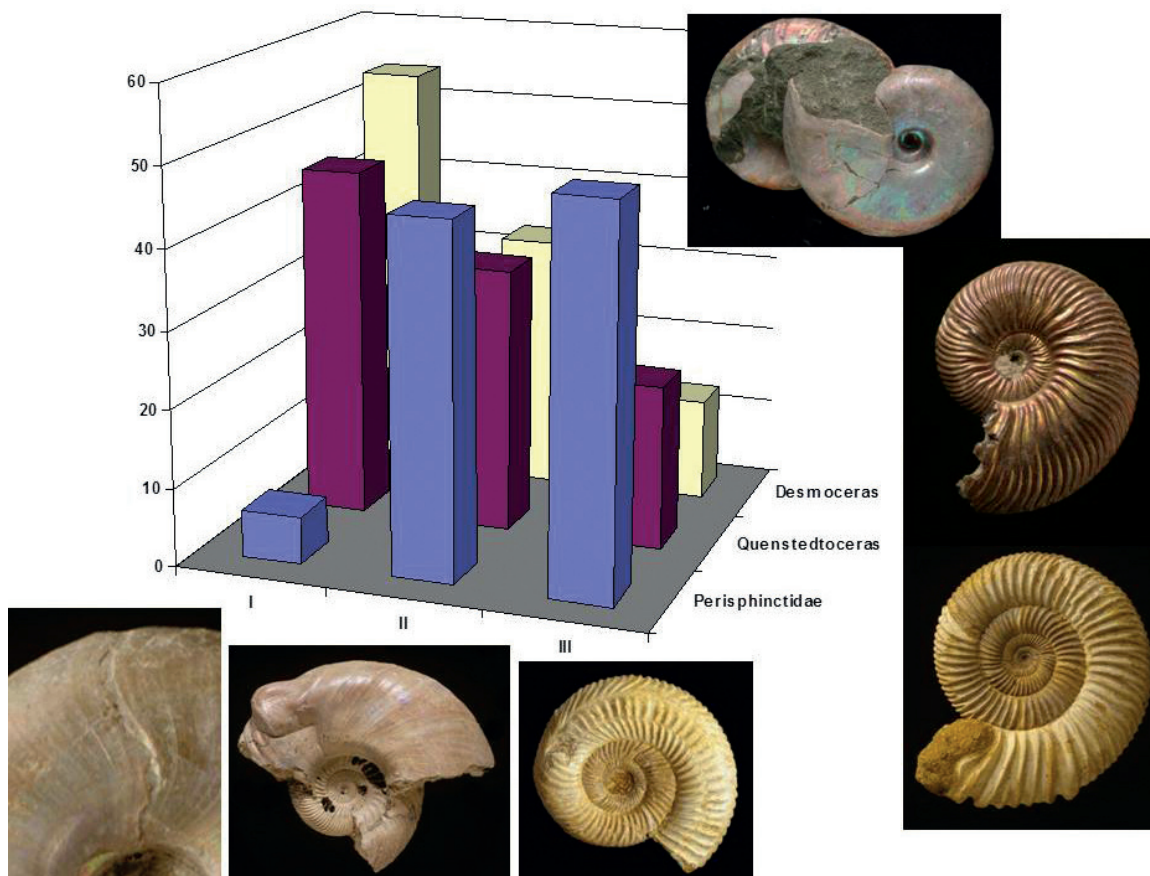 60
50
40
30
20
10
0
I
II
III
Desmoceras
Quenstedtoceras
Perisphinctidae